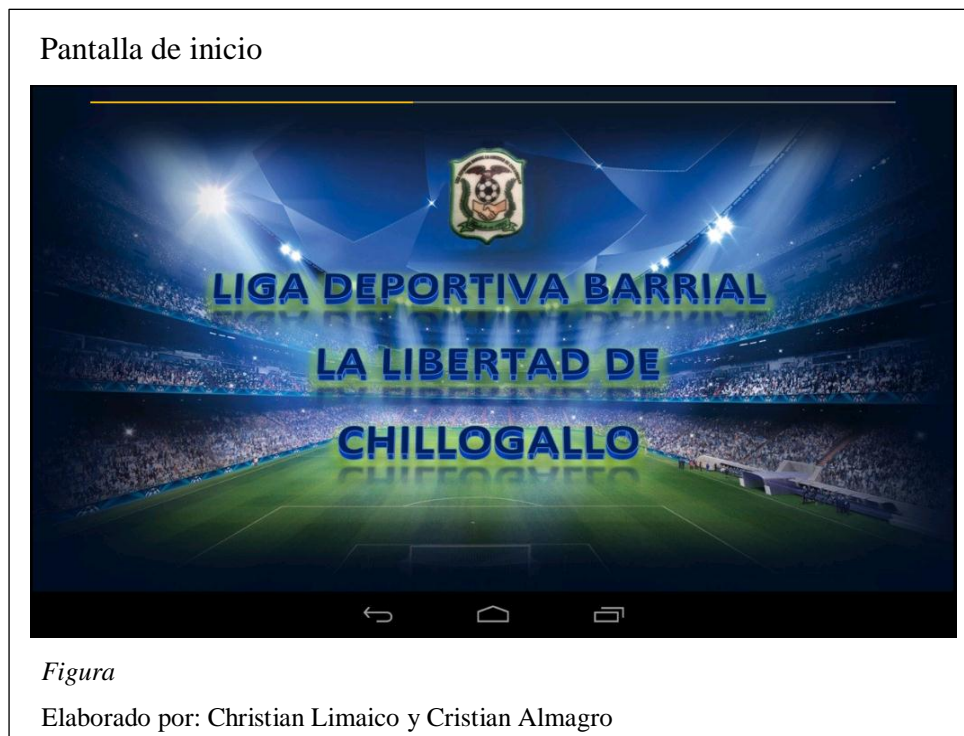 Pantalla de inicio
LIGA DEPORTIVA BARRIAL
LA LIBERTAD DE
CHILLOGALLO
Figura
Elaborado por: Christian Limaico y Cristian Almagro